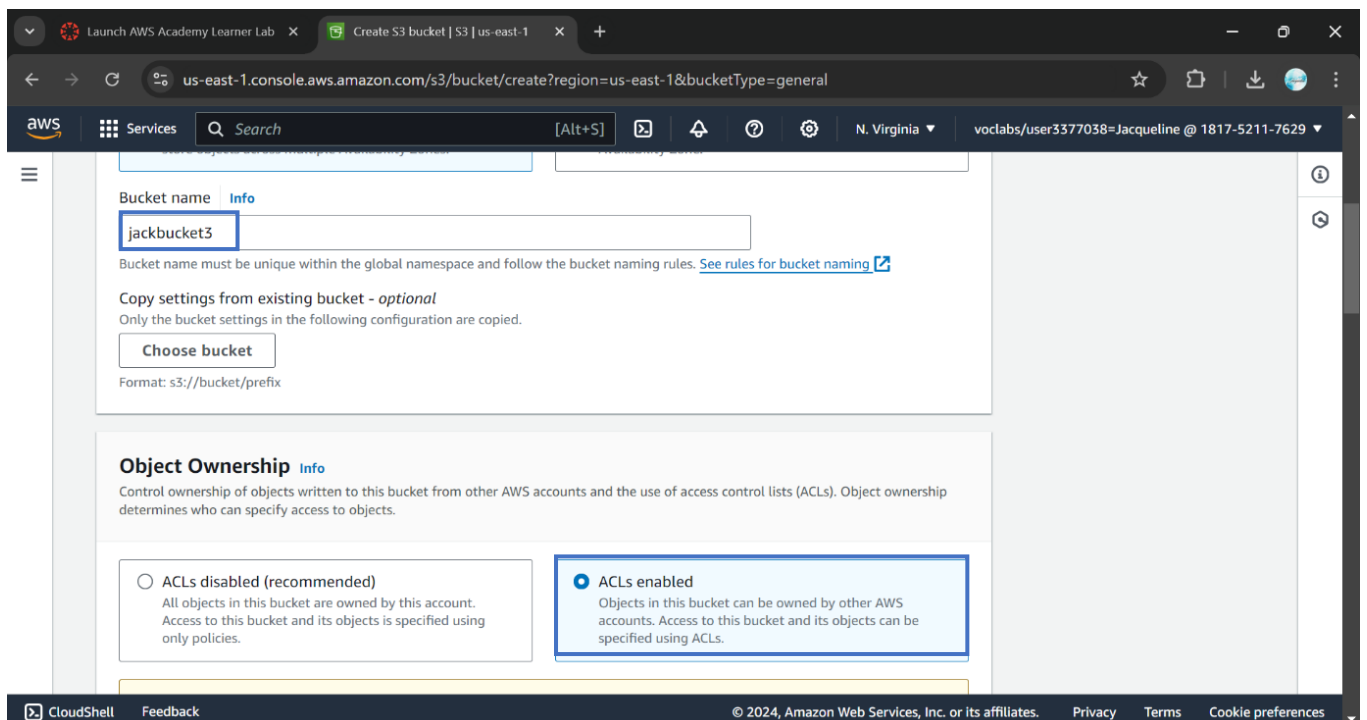 Launch AWS Academy Learner Lab
Create S3 bucket | S3 | us-east-1
us-east-1.console.aws.amazon.com/s3/bucket/create?region=us-east-1&bucketType=general
aws
Services
Search
[Alt+S]
N. Virginia
voclabs/user3377038=Jacqueline @ 1817-5211-7629
Bucket name
Info
jackbucket3
Bucket name must be unique within the global namespace and follow the bucket naming rules. See rules for bucket naming
Copy settings from existing bucket - optional
Only the bucket settings in the following configuration are copied.
Choose bucket
Format: s3://bucket/prefix
Object Ownership Info
Control ownership of objects written to this bucket from other AWS accounts and the use of access control lists (ACLs). Object ownership
determines who can specify access to objects.
ACLs disabled (recommended)
All objects in this bucket are owned by this account.
Access to this bucket and its objects is specified using
only policies.
ACLs enabled
Objects in this bucket can be owned by other AWS
accounts. Access to this bucket and its objects can be
specified using ACLs.
CloudShell
Feedback
© 2024, Amazon Web Services, Inc. or its affiliates.
Privacy
Terms
Cookie preferences